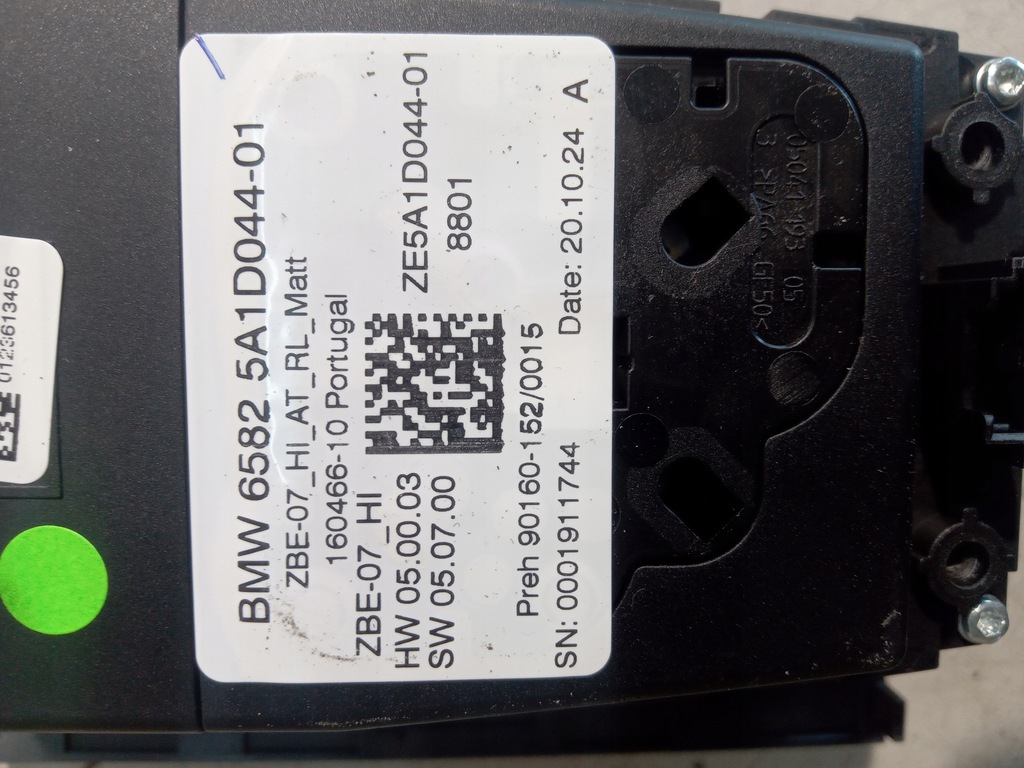 0123613456
BMW 6582 5A1D044-01
ZBE-07_HI_AT_RL_Matt
160466-10 Portugal
ZBE-07_HI
HW 05.00.03
SW 05.07.00
ZE5A1D044-01
8801
Preh 90160-152/0015
SN: 0001911744
Date: 20.10.24 A
05